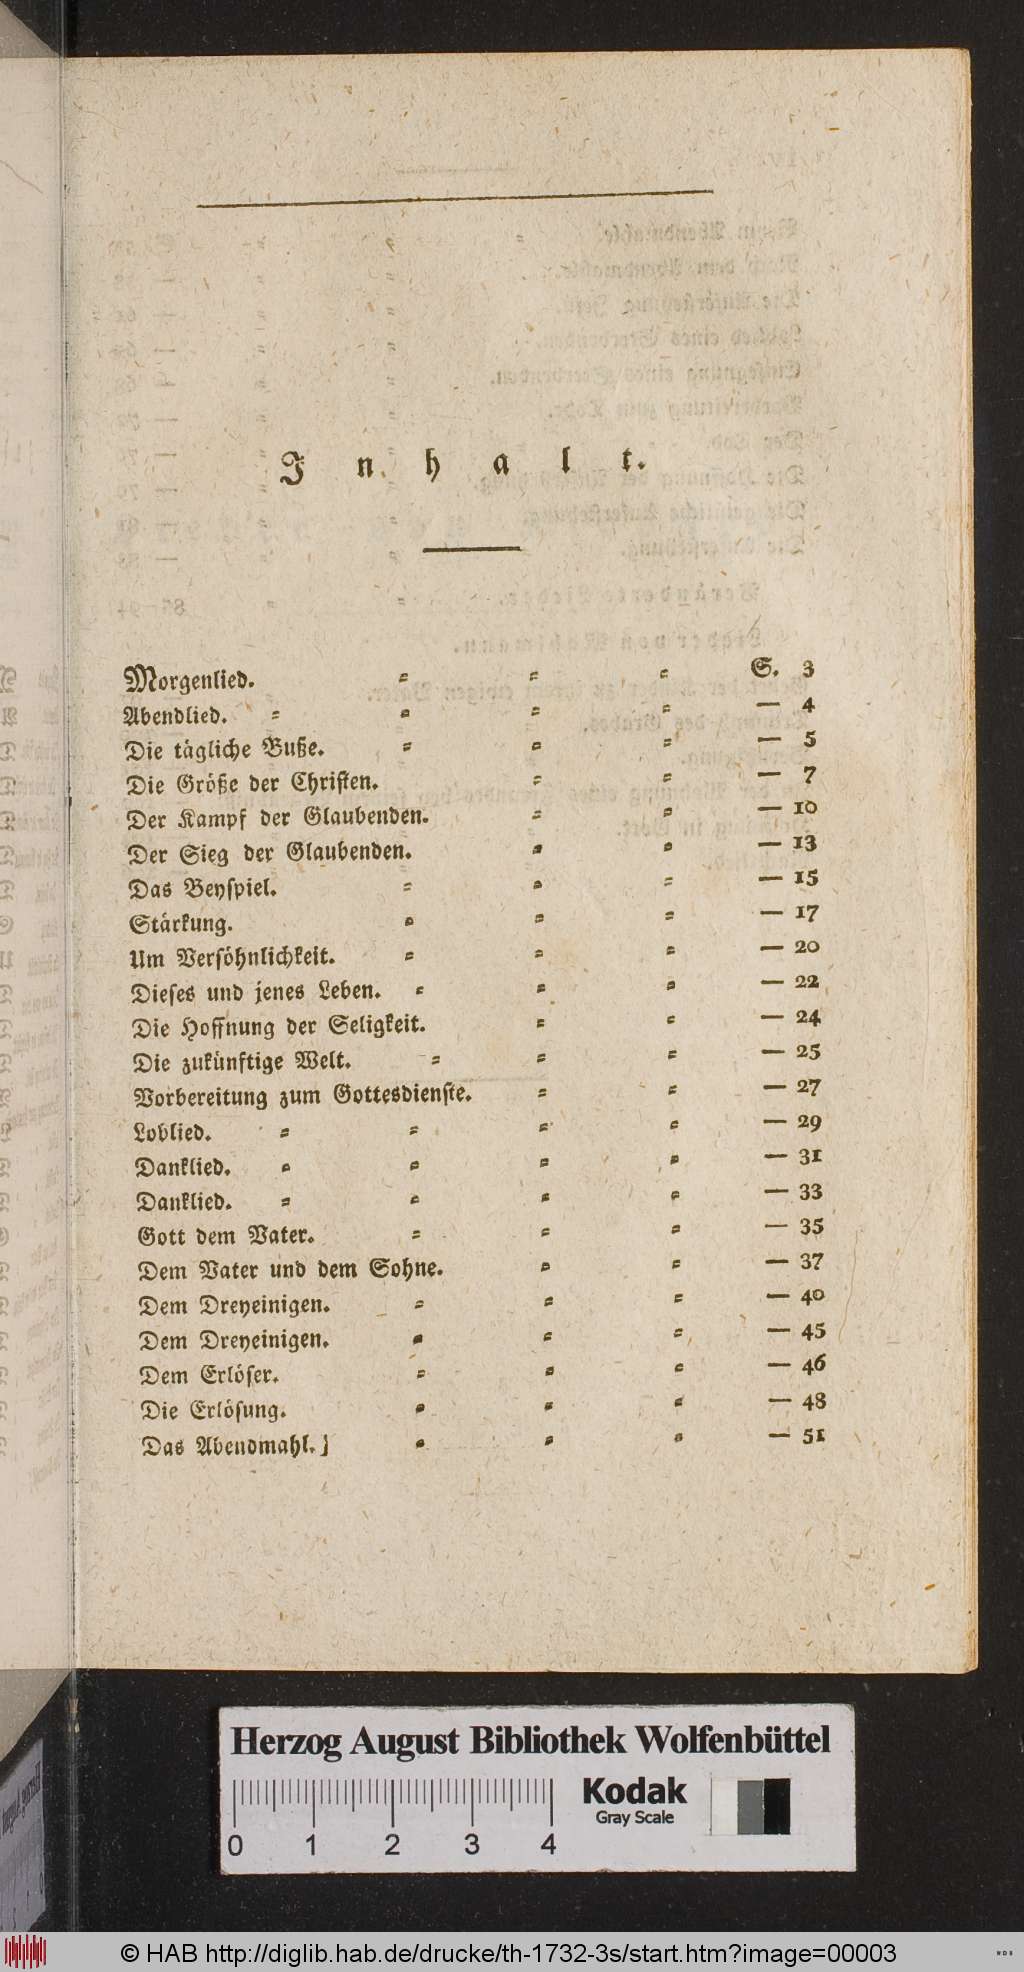 Inhalt.
Morgenlied. = = = S. 3
Abendlied. = = = = — 4
Die tägliche Buße. = = = — 5
Die Größe der Christen. = = — 7
Der Kampf der Glaubenden. = = — 10
Der Sieg der Glaubenden. = = — 13
Das Beyſpiel. = = = — 15
Stärkung. = = = — 17
Um Verſöhnlichkeit. = = = — 20
Dieſes und jenes Leben. = = = — 22
Die Hoffnung der Seligkeit. = = — 24
Die zukünftige Welt. = = = — 25
Vorbereitung zum Gottesdienſte. = = — 27
Loblied. = = = = — 29
Danklied. = = = = — 31
Danklied. = = = = — 33
Gott dem Vater. = = = — 35
Dem Vater und dem Sohne. = = — 37
Dem Dreyeinigen. = = = — 40
Dem Dreyeinigen. = = = — 45
Dem Erlöſer. = = = — 46
Die Erlöſung. = = = — 48
Das Abendmahl. = = = — 51
Herzog August Bibliothek Wolfenbüttel
Kodak
Gray Scale
0 1 2 3 4
© HAB http://diglib.hab.de/drucke/th-1732-3s/start.htm?image=00003